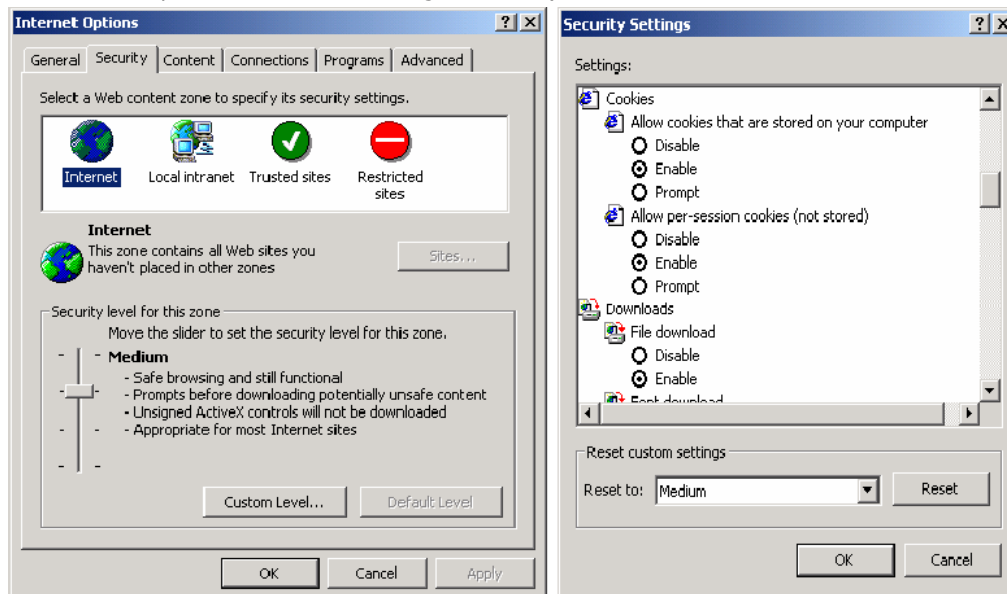 Internet Options
General Security Content Connections Programs Advanced
Select a Web content zone to specify its security settings.
Internet Local intranet Trusted sites Restricted
sites
Internet
This zone contains all Web sites you
haven't placed in other zones
Sites...
Security level for this zone
Move the slider to set the security level for this zone.
Medium
- Safe browsing and still functional
- Prompts before downloading potentially unsafe content
- Unsigned ActiveX controls will not be downloaded
- Appropriate for most Internet sites
Custom Level... Default Level
OK Cancel Apply
Security Settings
Settings:
Cookies
Allow cookies that are stored on your computer
Disable
Enable
Prompt
Allow per-session cookies (not stored)
Disable
Enable
Prompt
Downloads
File download
Disable
Enable
Font download
Reset custom settings
Reset to: Medium Reset
OK Cancel